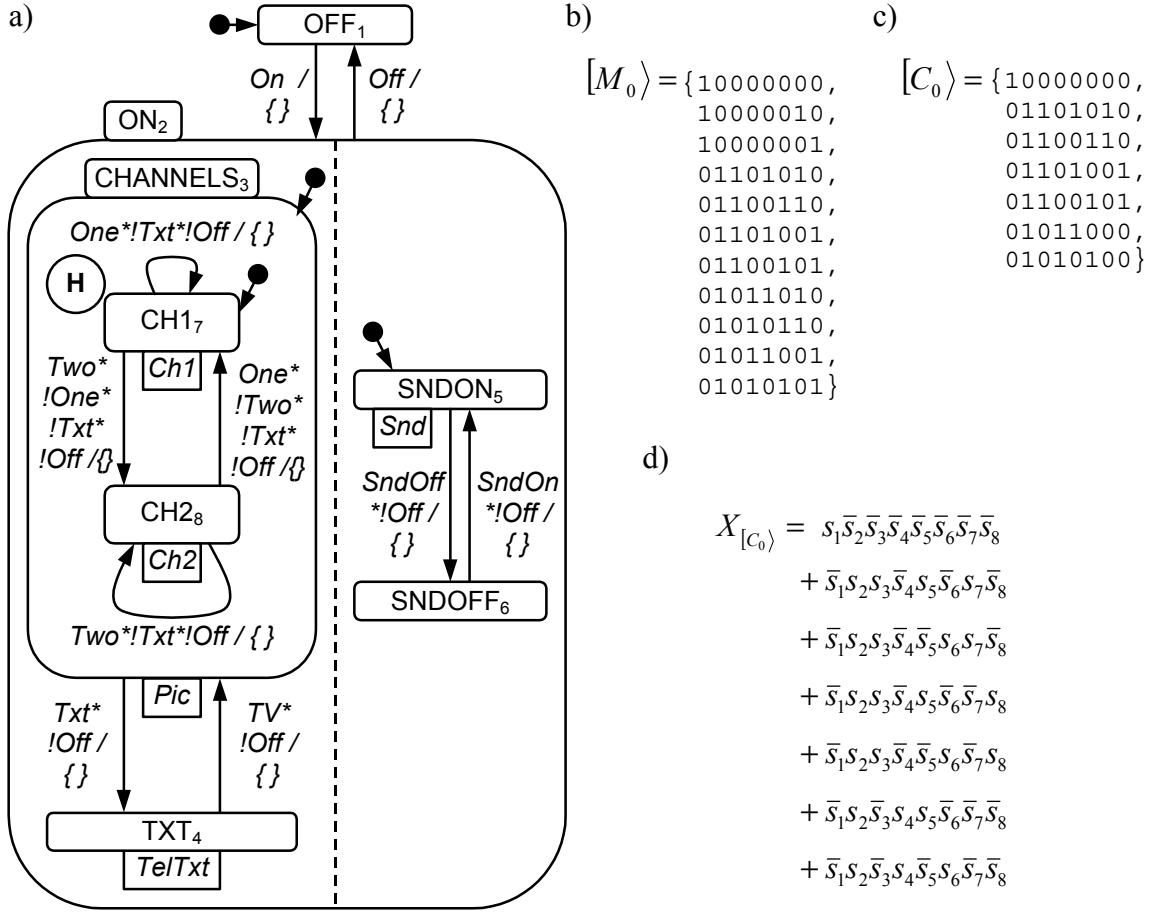 a)
OFF₁
On /
{ }
Off /
{ }
ON₂
CHANNELS₃
One*!Txt*!Off / { }
H
CH1₇
Ch1
Two*
!One*
!Txt*
!Off /{}
One*
!Two*
!Txt*
!Off /{}
CH2₈
Ch2
Two*!Txt*!Off / { }
Pic
Txt*
!Off /
{ }
TV*
!Off /
{ }
TXT₄
TelTxt
SNDON₅
Snd
SndOff
*!Off /
{ }
SndOn
*!Off /
{ }
SNDOFF₆
b)
[M₀⟩ = {10000000,
10000010,
10000001,
01101010,
01100110,
01101001,
01100101,
01011010,
01010110,
01011001,
01010101}
c)
[C₀⟩ = {10000000,
01101010,
01100110,
01101001,
01100101,
01011000,
01010100}
d)
X[C₀⟩ = s₁s̅₂s̅₃s̅₄s̅₅s̅₆s̅₇s̅₈
+ s̅₁s₂s₃s̅₄s₅s̅₆s₇s̅₈
+ s̅₁s₂s₃s̅₄s̅₅s₆s₇s̅₈
+ s̅₁s₂s₃s̅₄s₅s̅₆s̅₇s₈
+ s̅₁s₂s₃s̅₄s̅₅s₆s̅₇s₈
+ s̅₁s₂s̅₃s₄s₅s̅₆s̅₇s̅₈
+ s̅₁s₂s̅₃s₄s̅₅s₆s̅₇s̅₈